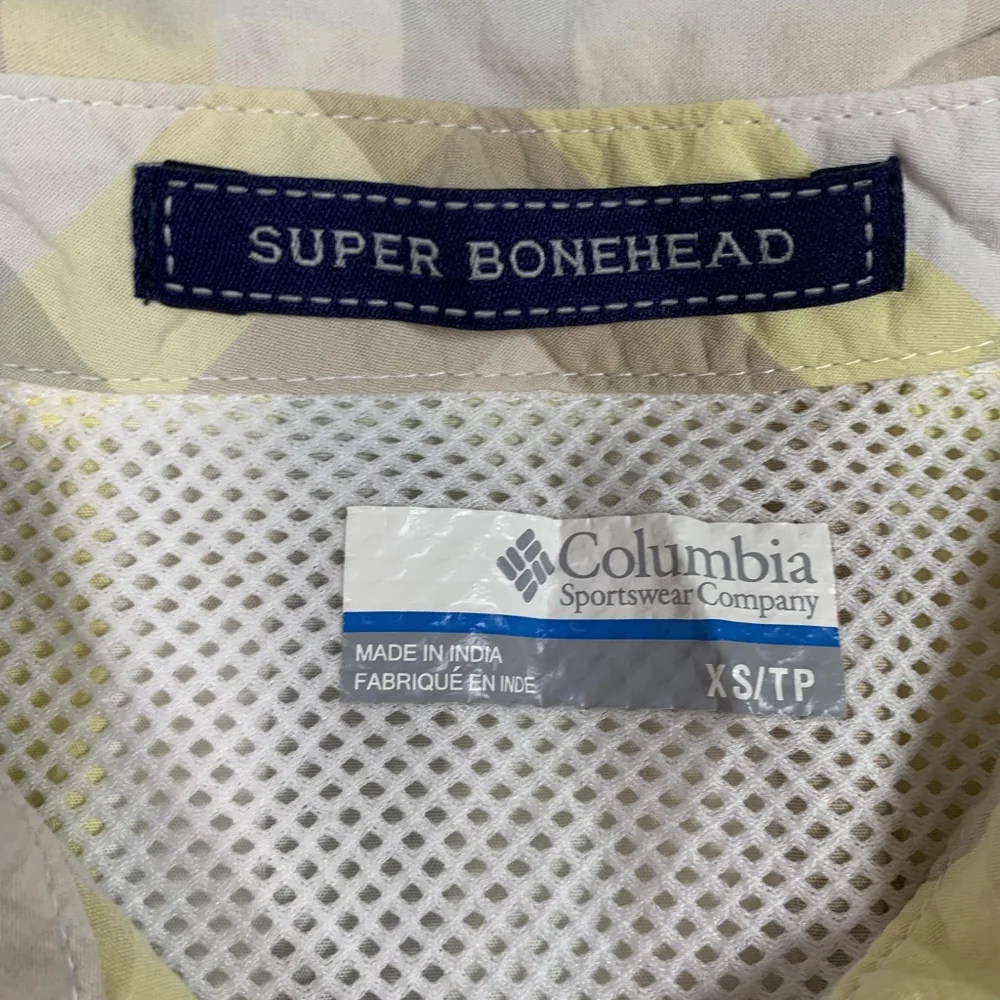 SUPER BONEHEAD
Columbia
Sportswear Company
MADE IN INDIA
FABRIQUÉ EN INDE
XS/TP